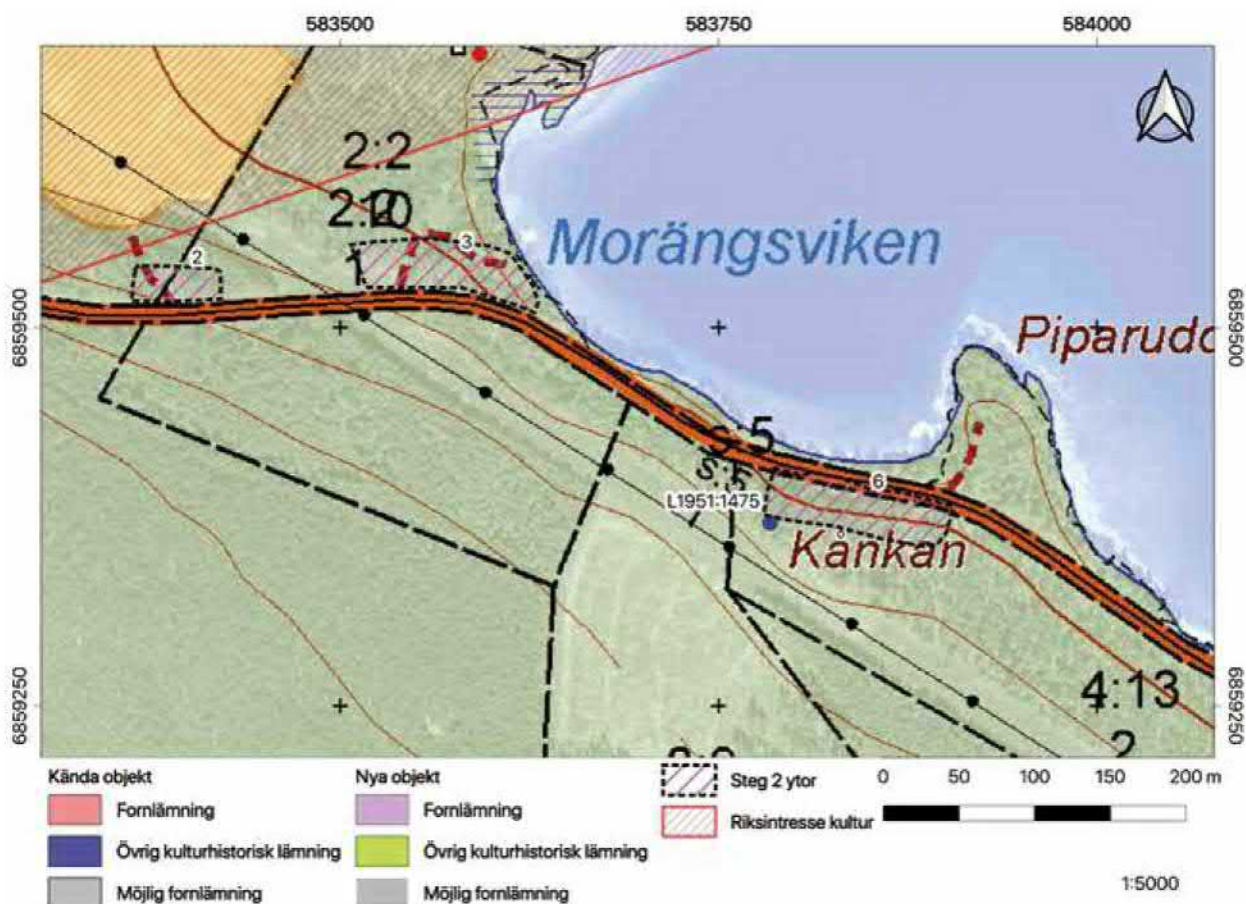 583500 583750 584000
2:2
2:10
3
2
1
Morängsviken
6859500
6859500
Piparudd
S:5
S:5
6
L1951:1475
Kånkan
6859250
4:13
6859250
2
Kända objekt
Nya objekt
Fornlämning
Fornlämning
Övrig kulturhistorisk lämning
Övrig kulturhistorisk lämning
Möjlig fornlämning
Möjlig fornlämning
Steg 2 ytor
Riksintresse kultur
0 50 100 150 200 m
1:5000